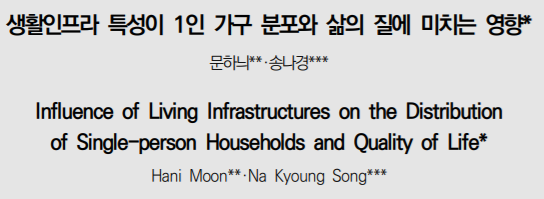 생활인프라 특성이 1인 가구 분포와 삶의 질에 미치는 영향*
문하늬**·송나경***
Influence of Living Infrastructures on the Distribution
of Single-person Households and Quality of Life*
Hani Moon**·Na Kyoung Song***